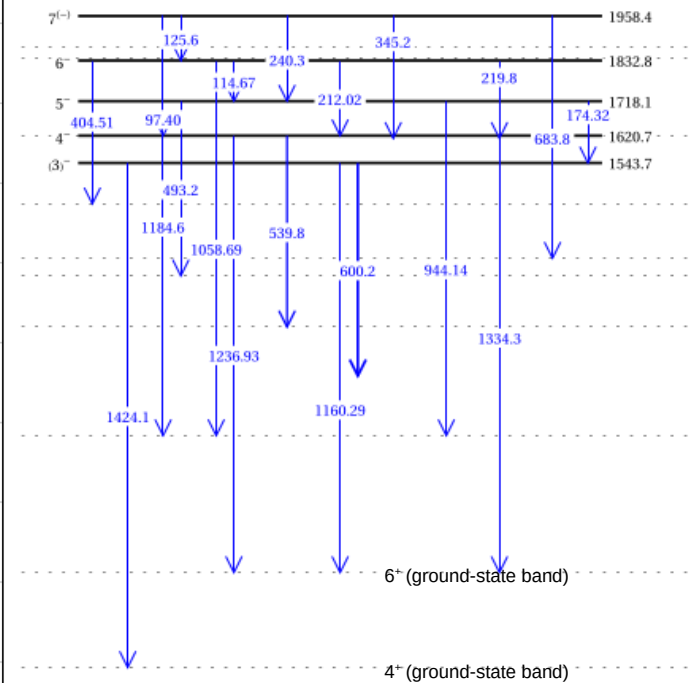 7⁽⁻⁾ 1958.4
125.6 345.2
6⁻ 240.3 1832.8
114.67 219.8
5⁻ 212.02 1718.1
404.51 97.40 174.32
4⁻ 683.8 1620.7
(3)⁻ 1543.7
493.2
1184.6 539.8
1058.69
600.2 944.14
1334.3
1236.93
1424.1 1160.29
6⁺ (ground-state band)
4⁺ (ground-state band)